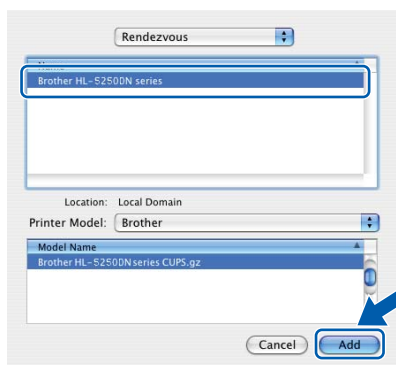 Rendezvous
Name
Brother HL-5250DN series
Location: Local Domain
Printer Model: Brother
Model Name
Brother HL-5250DN series CUPS.gz
Cancel Add